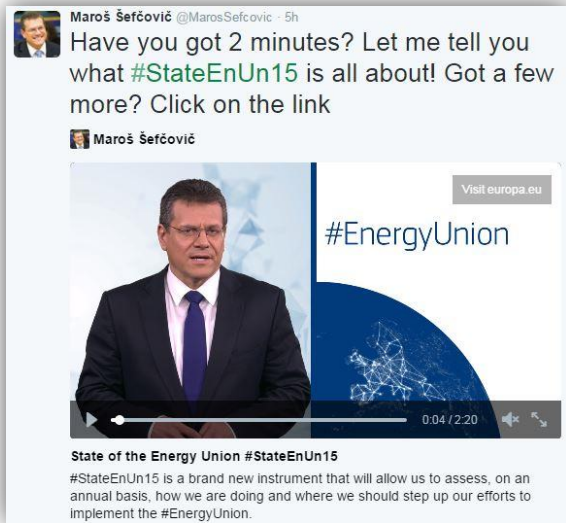 Maroš Šefčovič @MarosSefcovic · 5h
Have you got 2 minutes? Let me tell you
what #StateEnUn15 is all about! Got a few
more? Click on the link
Maroš Šefčovič
Visit europa.eu
#EnergyUnion
0:04 / 2:20
State of the Energy Union #StateEnUn15
#StateEnUn15 is a brand new instrument that will allow us to assess, on an
annual basis, how we are doing and where we should step up our efforts to
implement the #EnergyUnion.